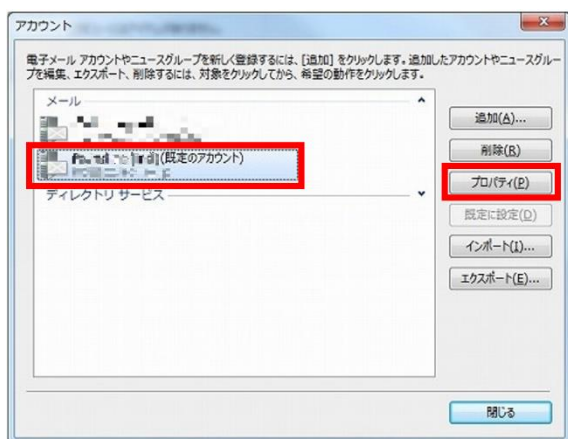 アカウント
電子メール アカウントやニュースグループを新しく登録するには、[追加] をクリックします。追加したアカウントやニュースグルー
プを編集、エクスポート、削除するには、対象をクリックしてから、希望の動作をクリックします。
メール
(既定のアカウント)
ディレクトリ サービス
追加(A)...
削除(R)
プロパティ(P)
既定に設定(D)
インポート(I)...
エクスポート(E)...
閉じる